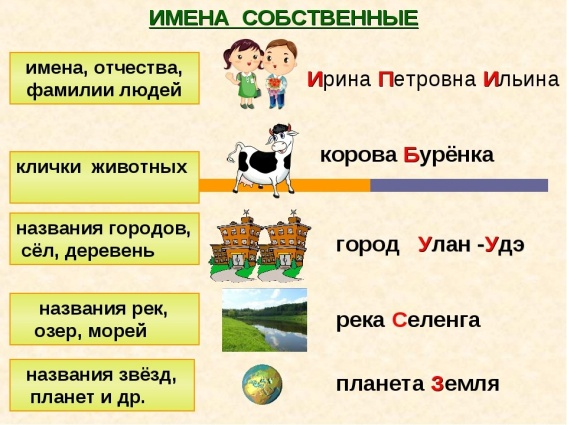 ИМЕНА СОБСТВЕННЫЕ
имена, отчества,
фамилии людей
Ирина Петровна Ильина
клички животных
корова Бурёнка
названия городов,
сёл, деревень
город Улан -Удэ
названия рек,
озер, морей
река Селенга
названия звёзд,
планет и др.
планета Земля